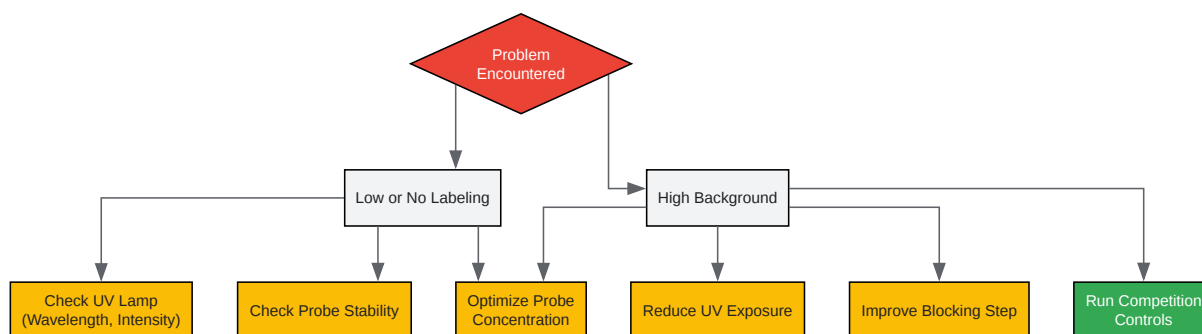 Problem
Encountered
Low or No Labeling
High Background
Check UV Lamp
(Wavelength, Intensity)
Check Probe Stability
Optimize Probe
Concentration
Reduce UV Exposure
Improve Blocking Step
Run Competition
Controls